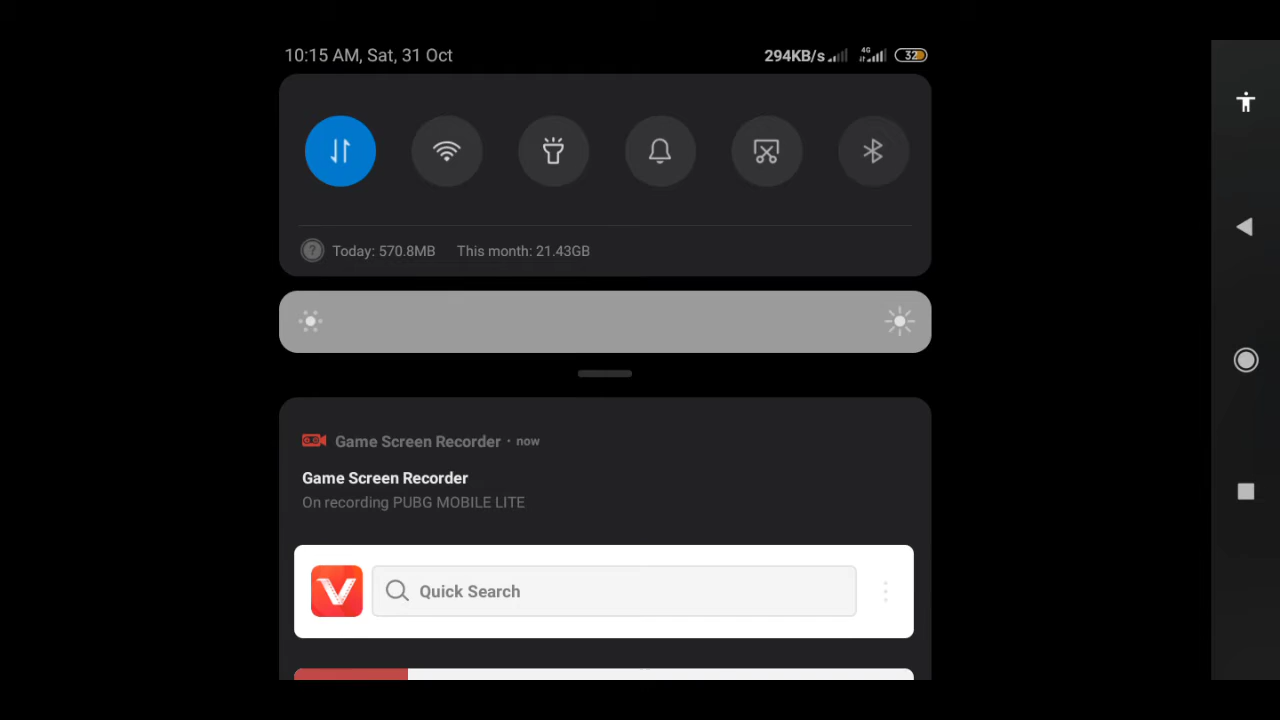 10:15 AM, Sat, 31 Oct 294KB/s 4G 32
Today: 570.8MB This month: 21.43GB
Game Screen Recorder · now
Game Screen Recorder
On recording PUBG MOBILE LITE
Quick Search